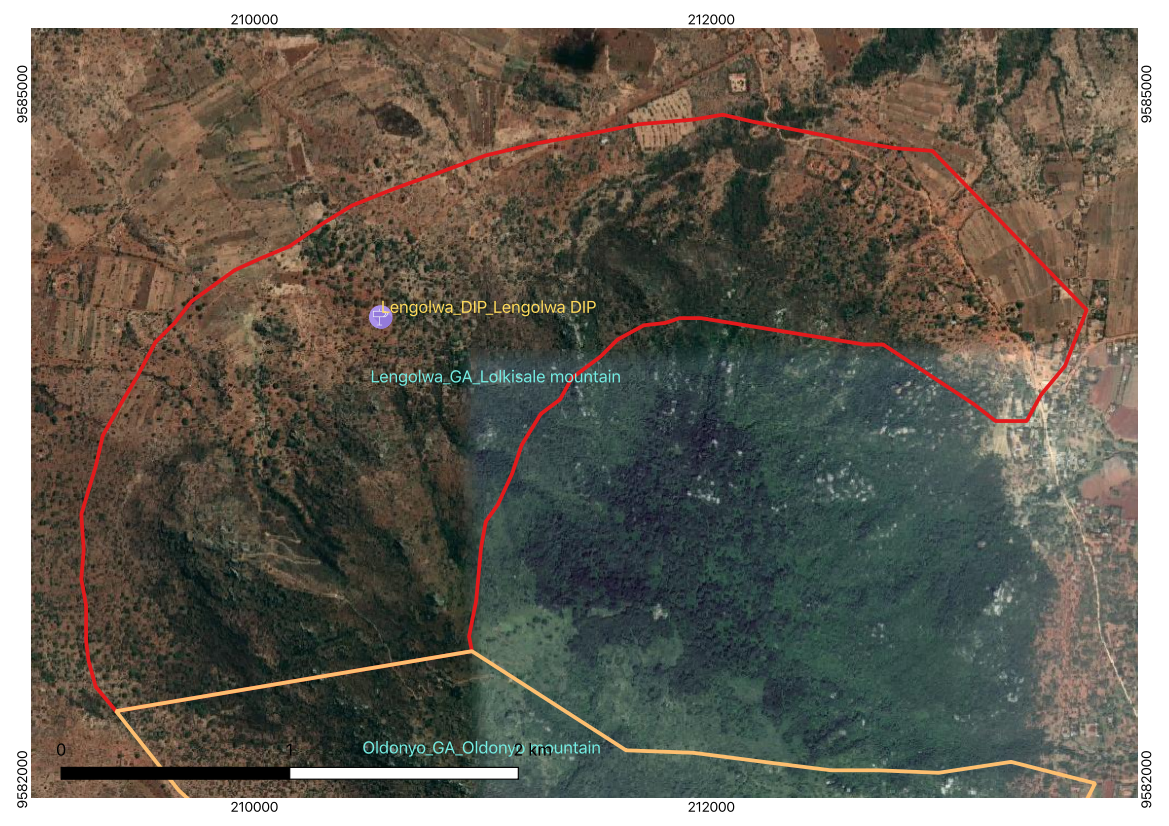 210000 212000
9585000 9585000
Lengolwa_DIP_Lengolwa DIP
Lengolwa_GA_Lolkisale mountain
Oldonyo_GA_Oldonyo mountain
0 1 2 km
9582000 9582000
210000 212000